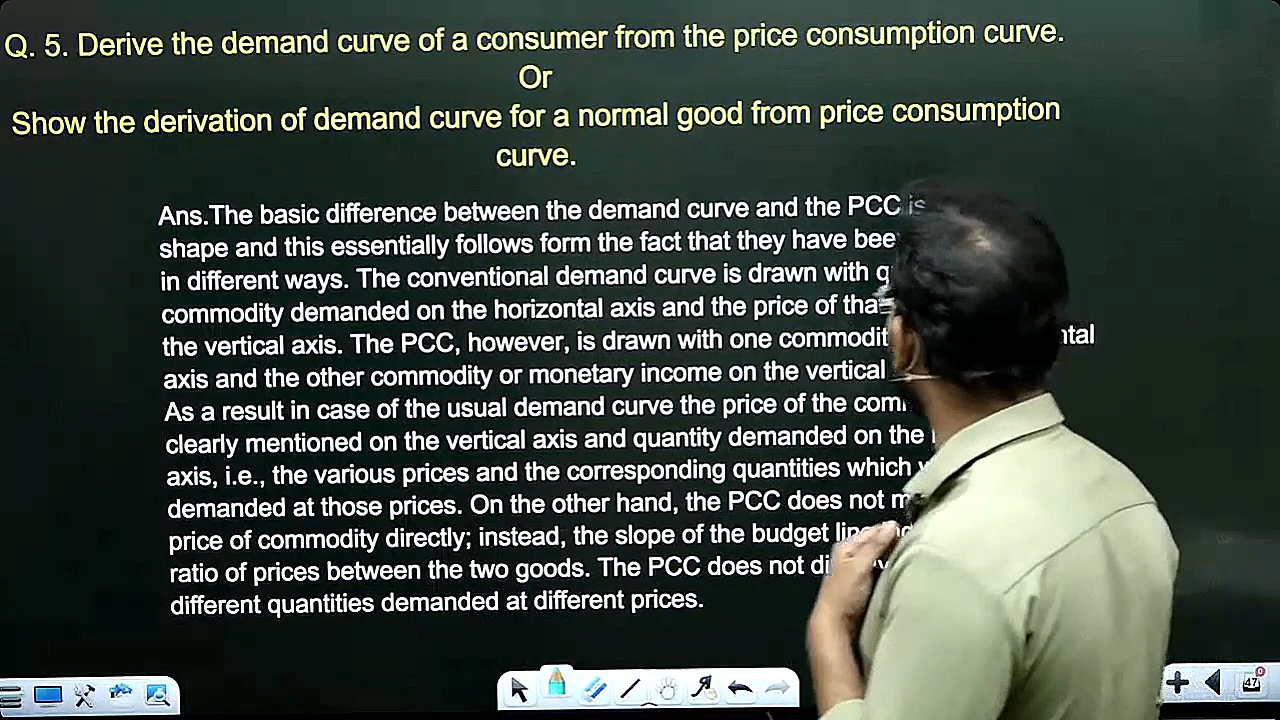 Q. 5. Derive the demand curve of a consumer from the price consumption curve.
Or
Show the derivation of demand curve for a normal good from price consumption
curve.
Ans.The basic difference between the demand curve and the PCC is
shape and this essentially follows form the fact that they have
in different ways. The conventional demand curve is drawn with
commodity demanded on the horizontal axis and the price of
the vertical axis. The PCC, however, is drawn with one
axis and the other commodity or monetary income on the vertical
As a result in case of the usual demand curve the price of the
clearly mentioned on the vertical axis and quantity demanded on the
axis, i.e., the various prices and the corresponding quantities which
demanded at those prices. On the other hand, the PCC does not
price of commodity directly; instead, the slope of the budget
ratio of prices between the two goods. The PCC does not
different quantities demanded at different prices.
47